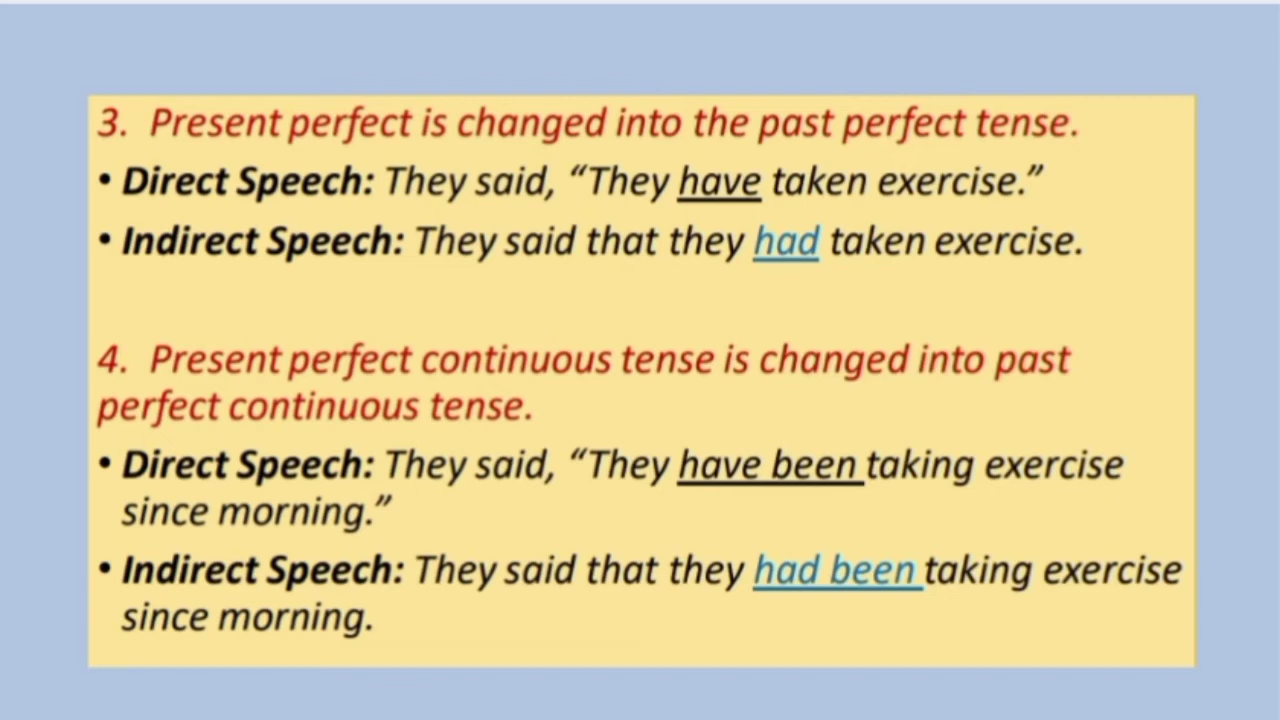 3. Present perfect is changed into the past perfect tense.
• Direct Speech: They said, “They have taken exercise.”
• Indirect Speech: They said that they had taken exercise.
4. Present perfect continuous tense is changed into past
perfect continuous tense.
• Direct Speech: They said, “They have been taking exercise
since morning.”
• Indirect Speech: They said that they had been taking exercise
since morning.